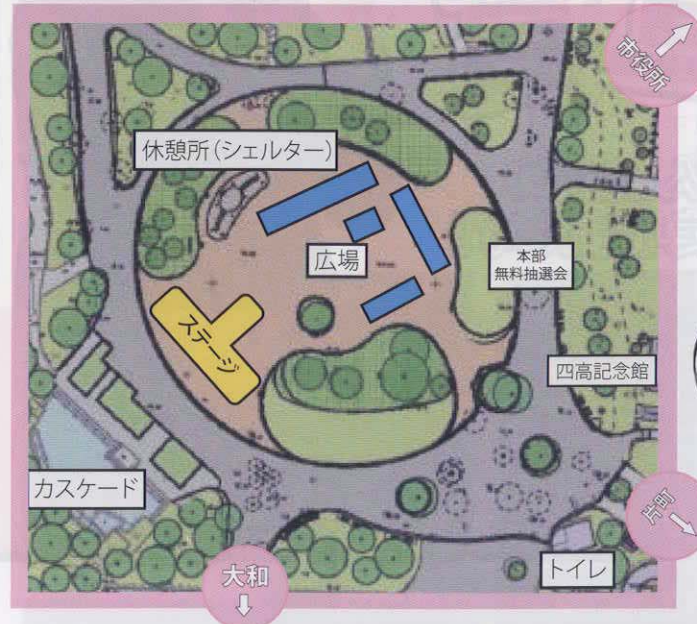 市役所
休憩所(シェルター)
広場
本部
無料抽選会
ステージ
四高記念館
カスケード
片町
大和
トイレ